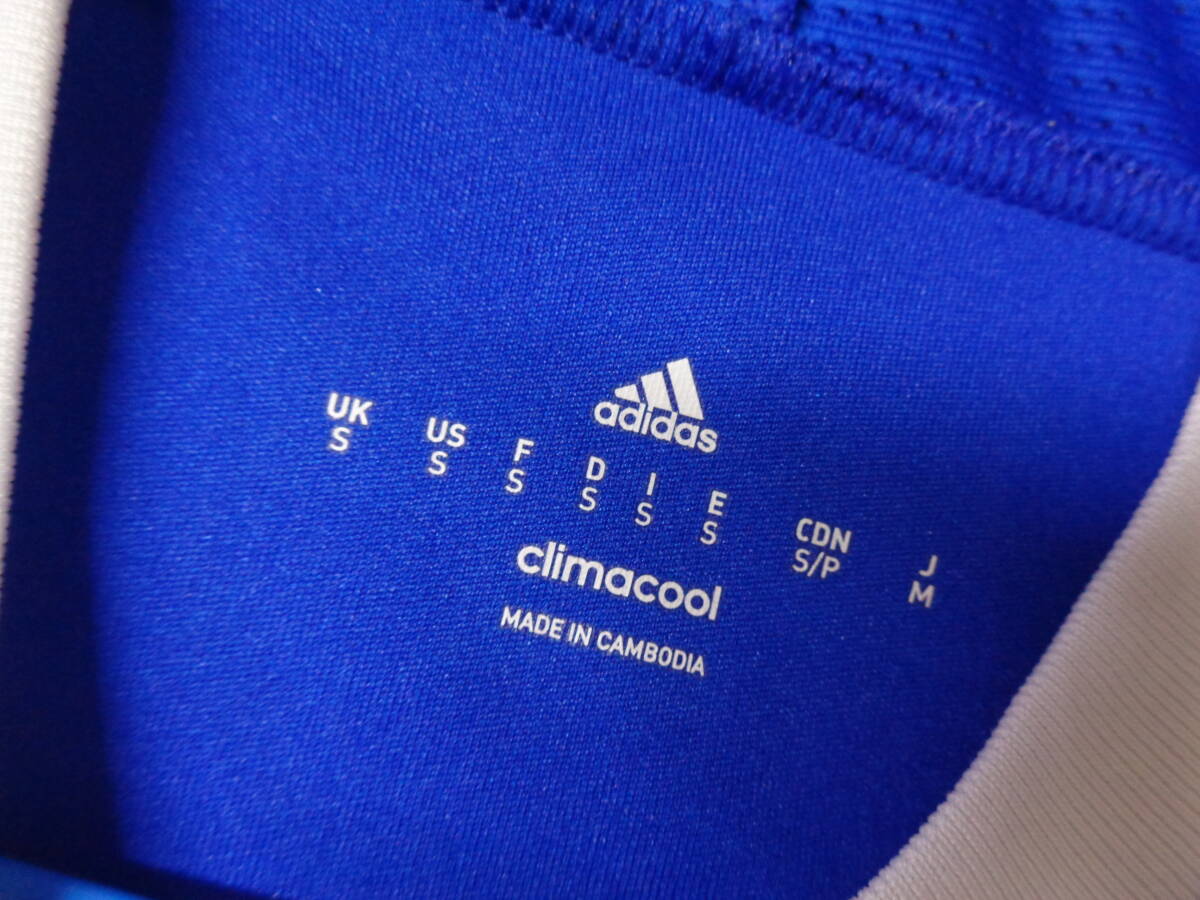 adidas
UK US F D I E CDN J
S S S S S S S/P M
climacool
MADE IN CAMBODIA